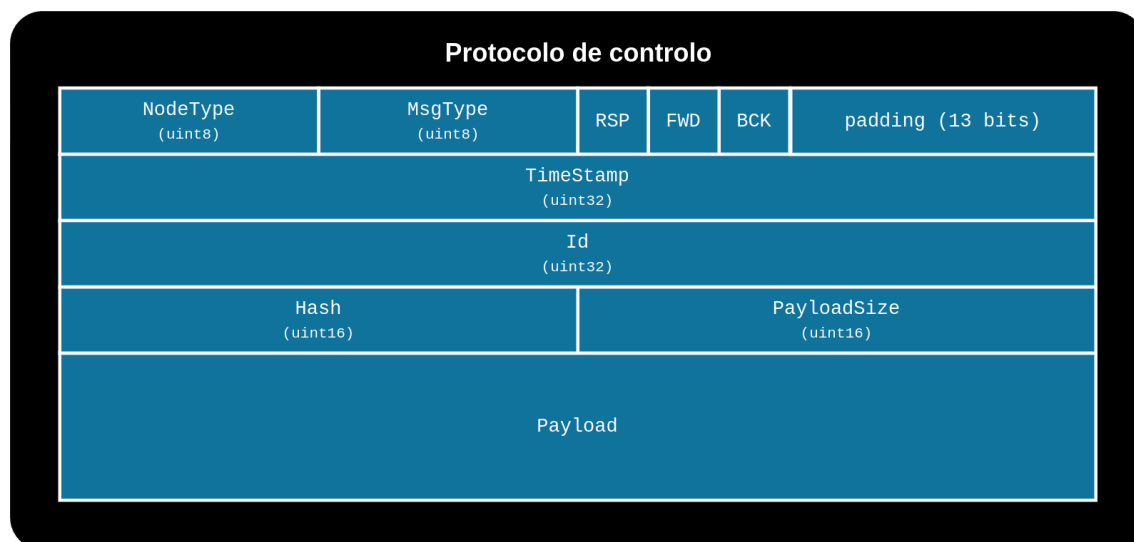 Protocolo de controlo
NodeType
(uint8)
MsgType
(uint8)
RSP
FWD
BCK
padding (13 bits)
TimeStamp
(uint32)
Id
(uint32)
Hash
(uint16)
PayloadSize
(uint16)
Payload